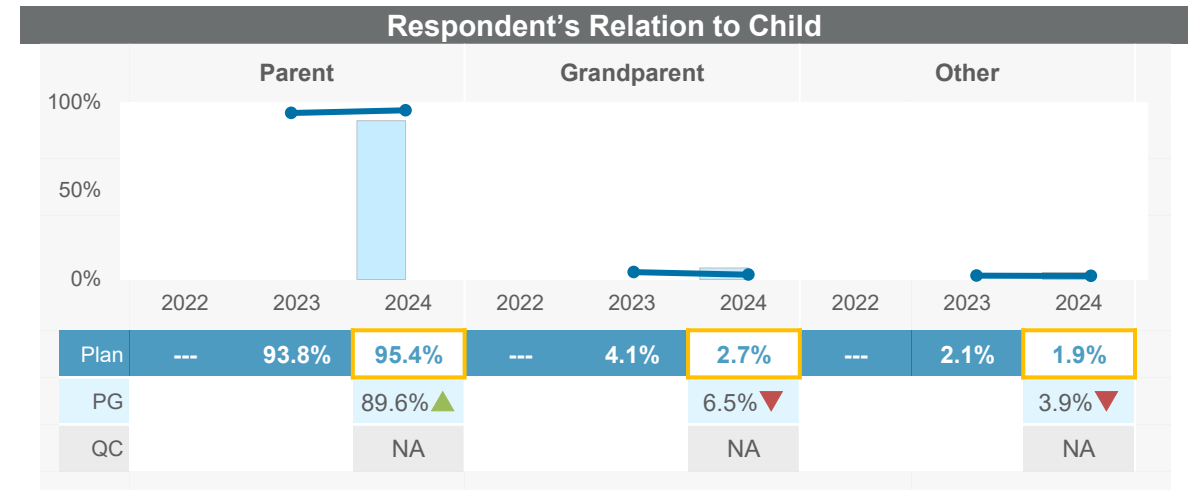 Respondent’s Relation to Child
Parent Grandparent Other
100%
50%
0%
2022 2023 2024 2022 2023 2024 2022 2023 2024
Plan --- 93.8% 95.4% --- 4.1% 2.7% --- 2.1% 1.9%
PG 89.6% 6.5% 3.9%
QC NA NA NA